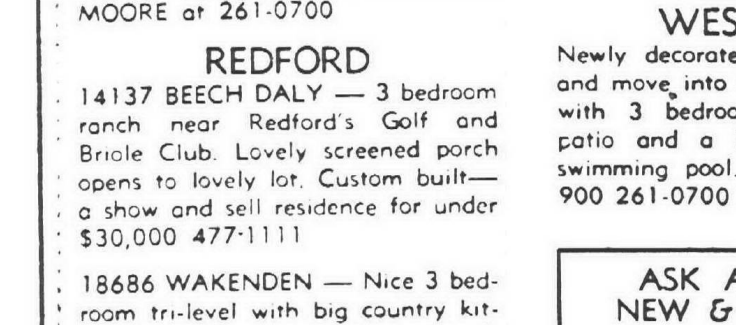 MOORE at 261-0700
REDFORD
14137 BEECH DALY — 3 bedroom
ranch near Redford's Golf and
Briole Club. Lovely screened porch
opens to lovely lot. Custom built—
a show and sell residence for under
$30,000 477-1111
18686 WAKENDEN — Nice 3 bed-
room tri-level with big country kit-
WES
Newly decorate
and move into
with 3 bedroo
patio and a
swimming pool.
900 261-0700
ASK A
NEW &